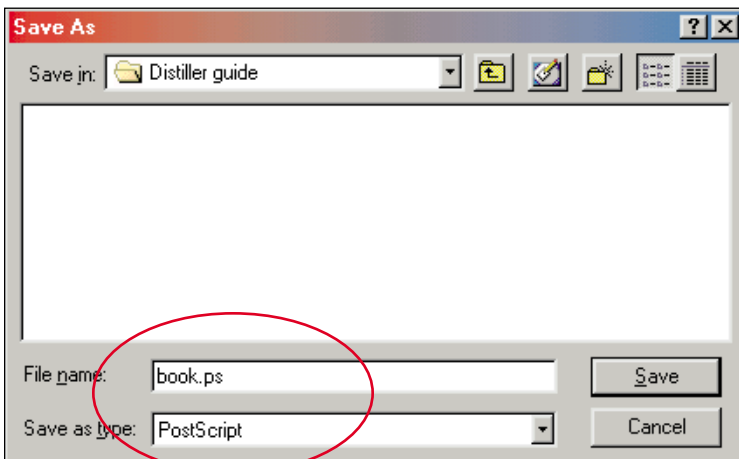 Save As
Save in: Distiller guide
File name: book.ps
Save
Save as type: PostScript
Cancel